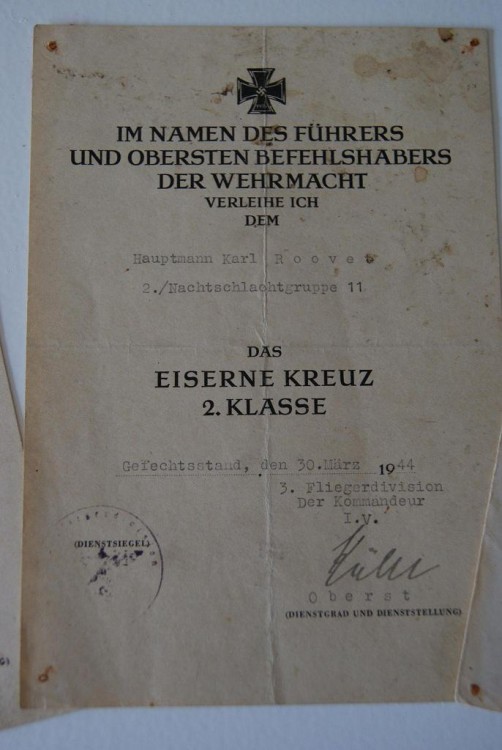 IM NAMEN DES FÜHRERS
UND OBERSTEN BEFEHLSHABERS
DER WEHRMACHT
VERLEIHE ICH
DEM
Hauptmann Karl R o o v e t
2./Nachtschlachtgruppe 11
DAS
EISERNE KREUZ
2. KLASSE
Gefechtsstand, den 30.März 1944
3. Fliegerdivision
Der Kommandeur
I.V.
(DIENSTSIEGEL)
O b e r s t
(DIENSTGRAD UND DIENSTSTELLUNG)